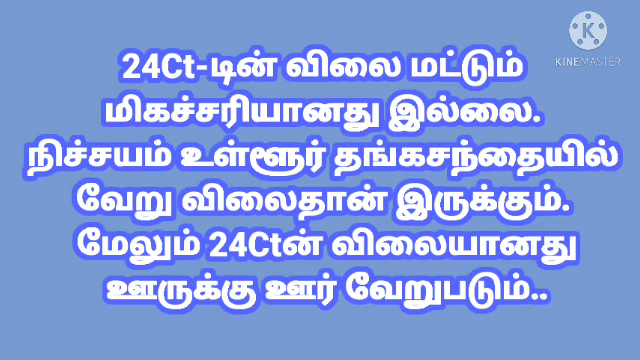 KINEMASTER
24Ct-டின் விலை மட்டும்
மிகச்சரியானது இல்லை.
நிச்சயம் உள்ளூர் தங்கசந்தையில்
வேறு விலைதான் இருக்கும்.
மேலும் 24Ctன் விலையானது
ஊருக்கு ஊர் வேறுபடும்..